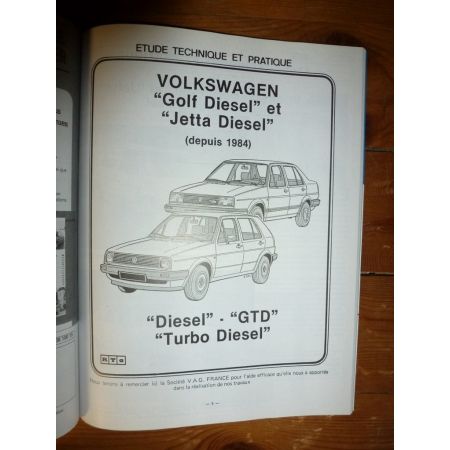 ETUDE TECHNIQUE ET PRATIQUE
VOLKSWAGEN
"Golf Diesel" et
"Jetta Diesel"
(depuis 1984)
"Diesel" - "GTD"
"Turbo Diesel"
RTa
Nous tenons à remercier ici la Société V.A.G. FRANCE pour l'aide efficace qu'elle nous a apportée
dans la réalisation de nos travaux
— 1 —